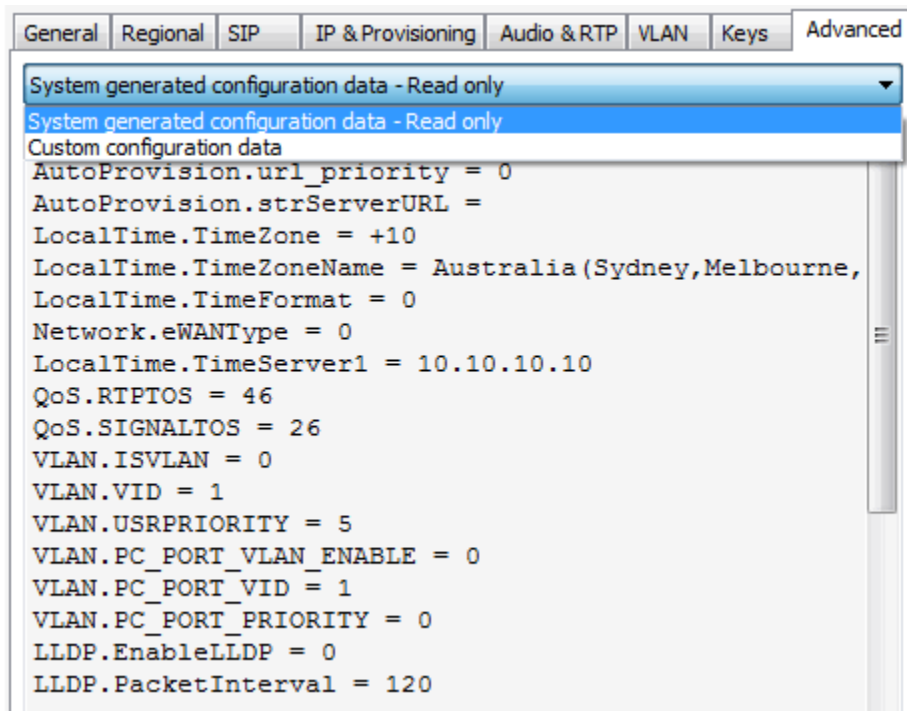 General Regional SIP IP & Provisioning Audio & RTP VLAN Keys Advanced
System generated configuration data - Read only
System generated configuration data - Read only
Custom configuration data
AutoProvision.url_priority = 0
AutoProvision.strServerURL =
LocalTime.TimeZone = +10
LocalTime.TimeZoneName = Australia(Sydney,Melbourne,
LocalTime.TimeFormat = 0
Network.eWANType = 0
LocalTime.TimeServer1 = 10.10.10.10
QoS.RTPTOS = 46
QoS.SIGNALTOS = 26
VLAN.ISVLAN = 0
VLAN.VID = 1
VLAN.USRPRIORITY = 5
VLAN.PC_PORT_VLAN_ENABLE = 0
VLAN.PC_PORT_VID = 1
VLAN.PC_PORT_PRIORITY = 0
LLDP.EnableLLDP = 0
LLDP.PacketInterval = 120